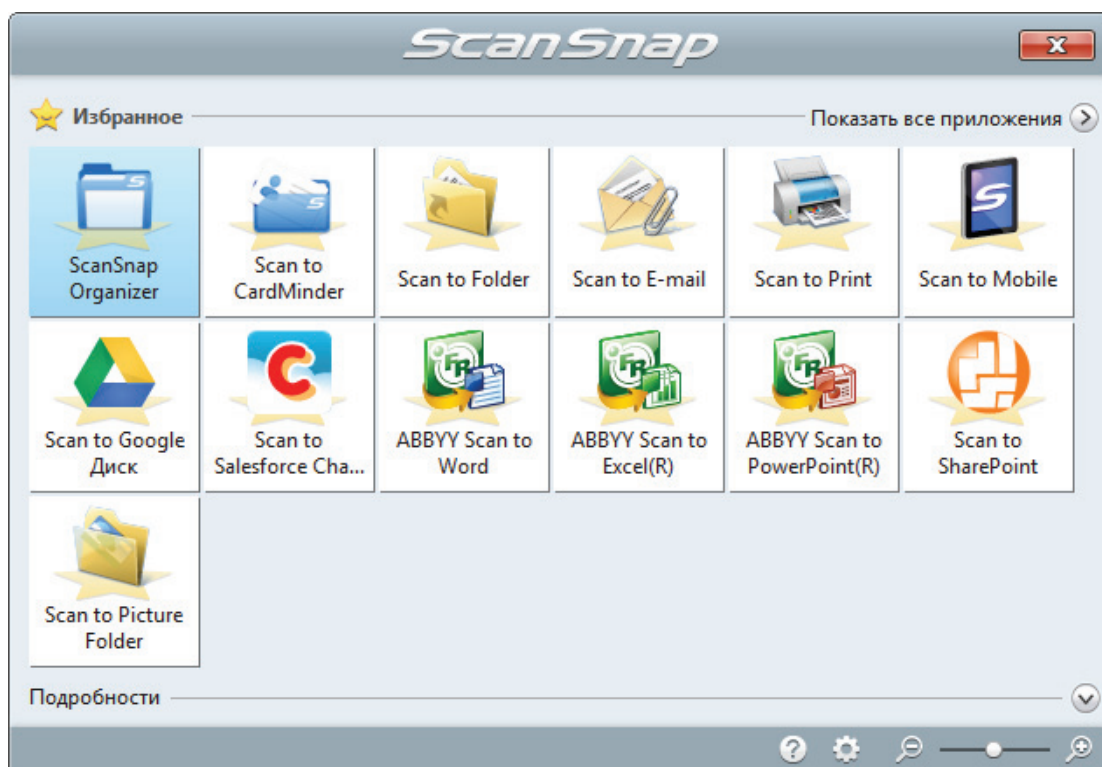 ScanSnap
Избранное
Показать все приложения
ScanSnap
Organizer
Scan to
CardMinder
Scan to Folder
Scan to E-mail
Scan to Print
Scan to Mobile
Scan to Google
Диск
Scan to
Salesforce Cha...
ABBYY Scan to
Word
ABBYY Scan to
Excel(R)
ABBYY Scan to
PowerPoint(R)
Scan to
SharePoint
Scan to Picture
Folder
Подробности